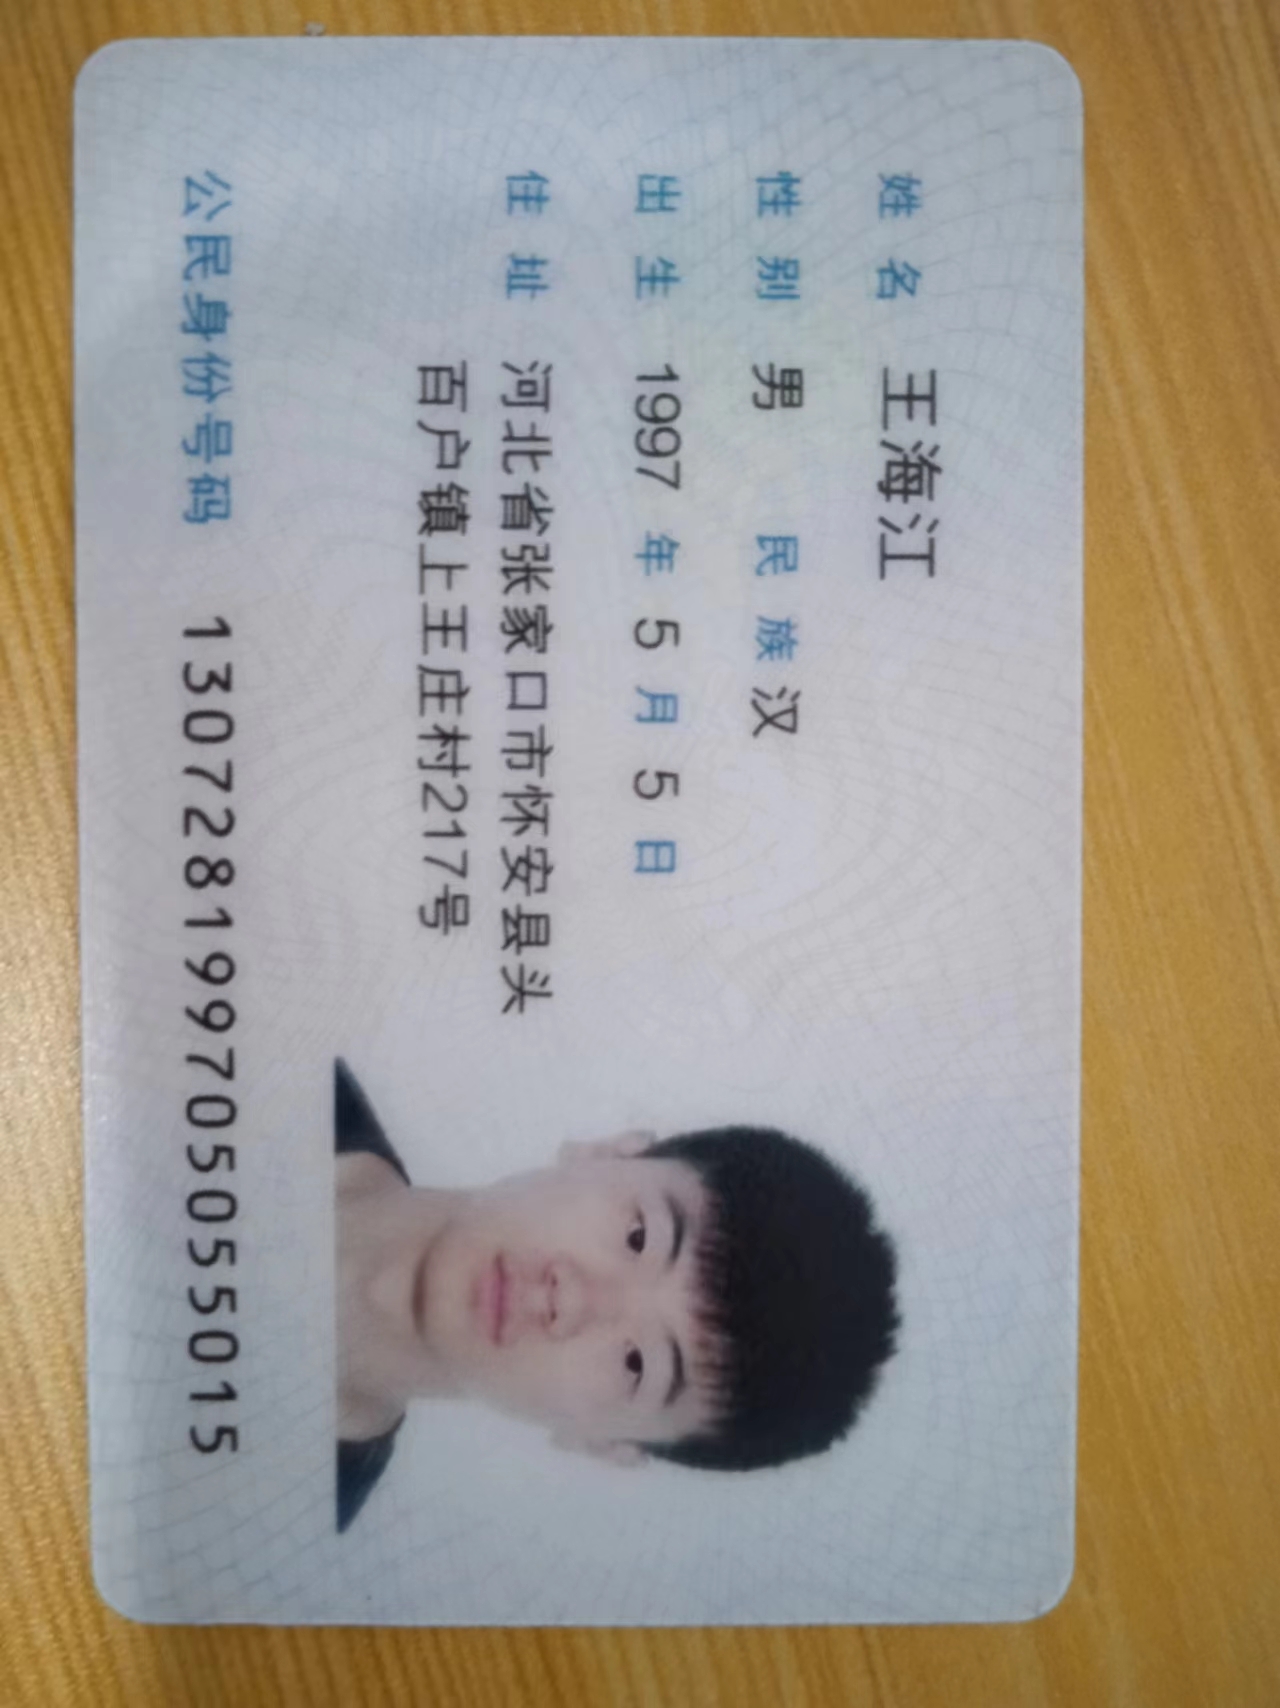 姓名 王海江
性别 男 民族 汉
出生 1997 年 5 月 5 日
住址 河北省张家口市怀安县头
百户镇上王庄村217号
公民身份号码 130728199705055015